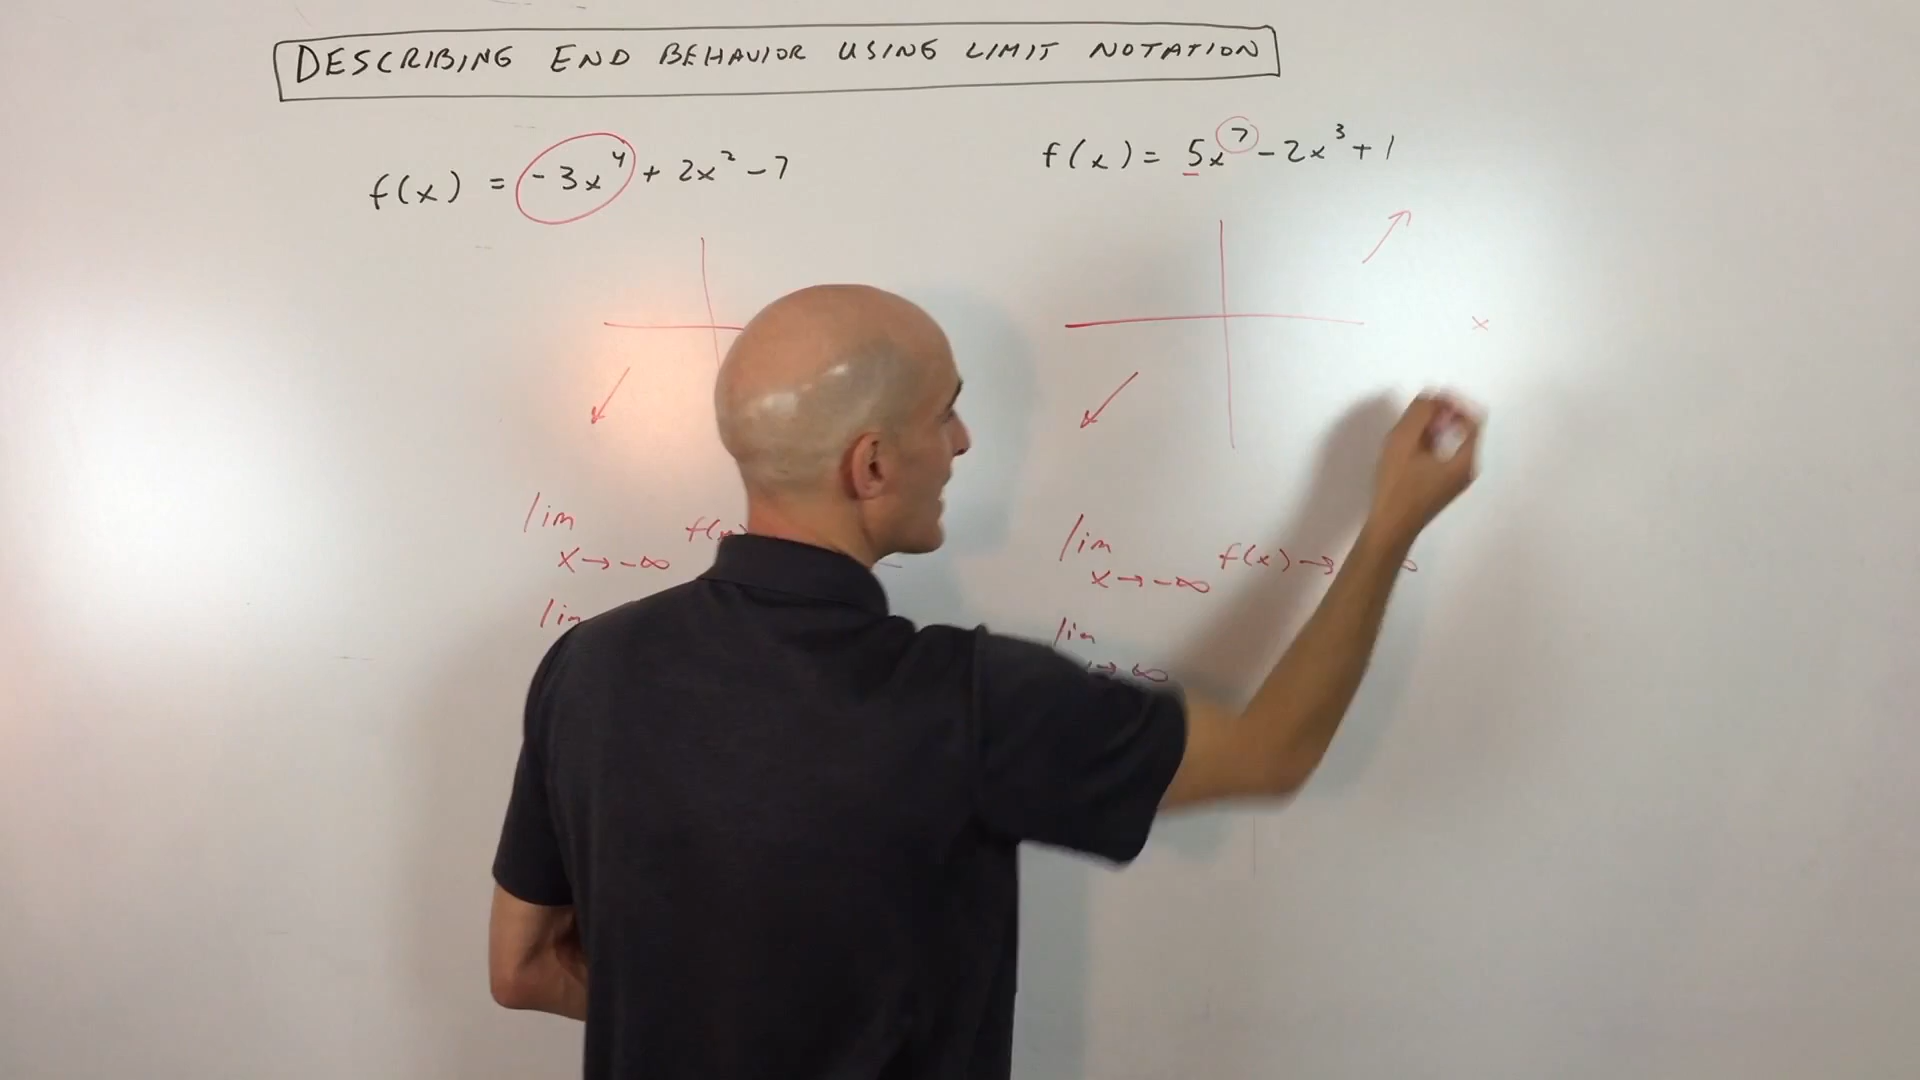 DESCRIBING END BEHAVIOR USING LIMIT NOTATION
f(x) = -3x⁴ + 2x² - 7
f(x) = 5x⁷ - 2x³ + 1
x
lim f(x)
x → -∞
lim
lim f(x) →
x → -∞
lim
→ ∞